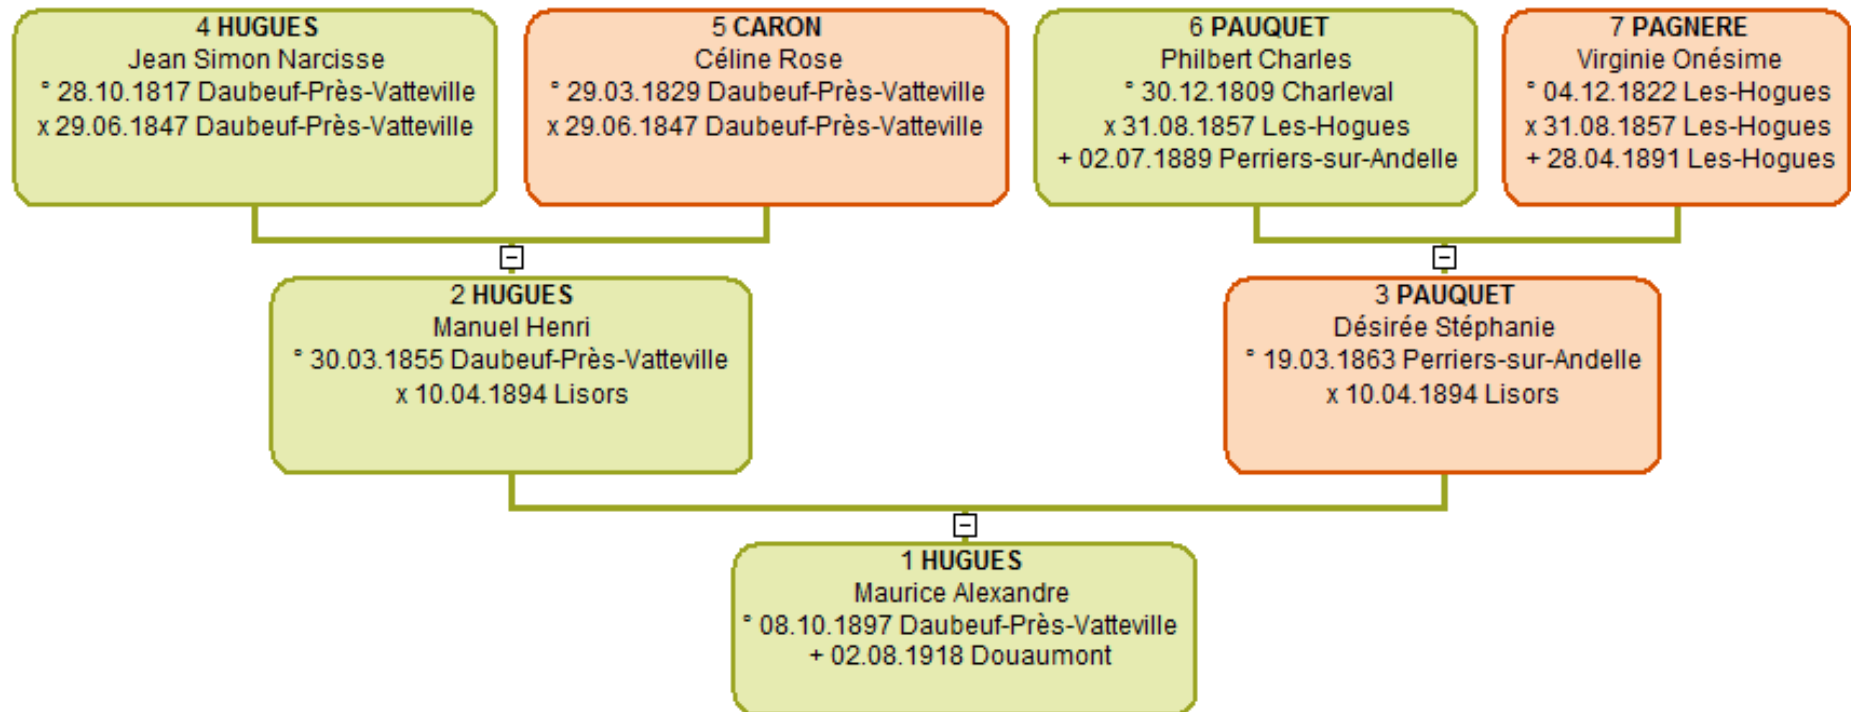 4 HUGUES
Jean Simon Narcisse
° 28.10.1817 Daubeuf-Près-Vatteville
x 29.06.1847 Daubeuf-Près-Vatteville
5 CARON
Céline Rose
° 29.03.1829 Daubeuf-Près-Vatteville
x 29.06.1847 Daubeuf-Près-Vatteville
6 PAUQUET
Philbert Charles
° 30.12.1809 Charleval
x 31.08.1857 Les-Hogues
+ 02.07.1889 Perriers-sur-Andelle
7 PAGNERE
Virginie Onésime
° 04.12.1822 Les-Hogues
x 31.08.1857 Les-Hogues
+ 28.04.1891 Les-Hogues
2 HUGUES
Manuel Henri
° 30.03.1855 Daubeuf-Près-Vatteville
x 10.04.1894 Lisors
3 PAUQUET
Désirée Stéphanie
° 19.03.1863 Perriers-sur-Andelle
x 10.04.1894 Lisors
1 HUGUES
Maurice Alexandre
° 08.10.1897 Daubeuf-Près-Vatteville
+ 02.08.1918 Douaumont